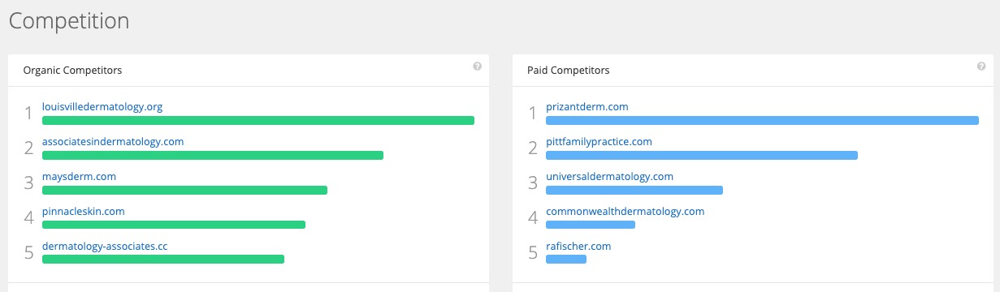 Competition
Organic Competitors
?
1
louisvilledermatology.org
2
associatesindermatology.com
3
maysderm.com
4
pinnacleskin.com
5
dermatology-associates.cc
Paid Competitors
?
1
prizantderm.com
2
pittfamilypractice.com
3
universaldermatology.com
4
commonwealthdermatology.com
5
rafischer.com